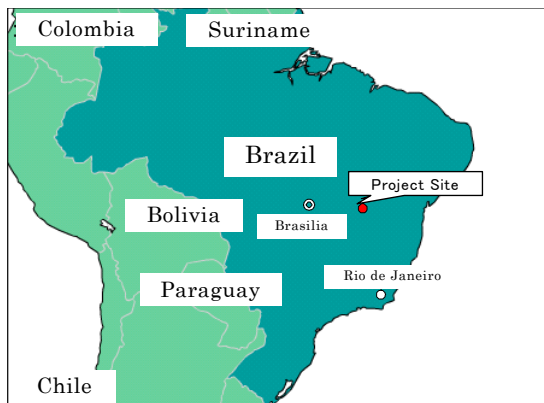 Colombia
Suriname
Brazil
Project Site
Bolivia
Brasilia
Rio de Janeiro
Paraguay
Chile